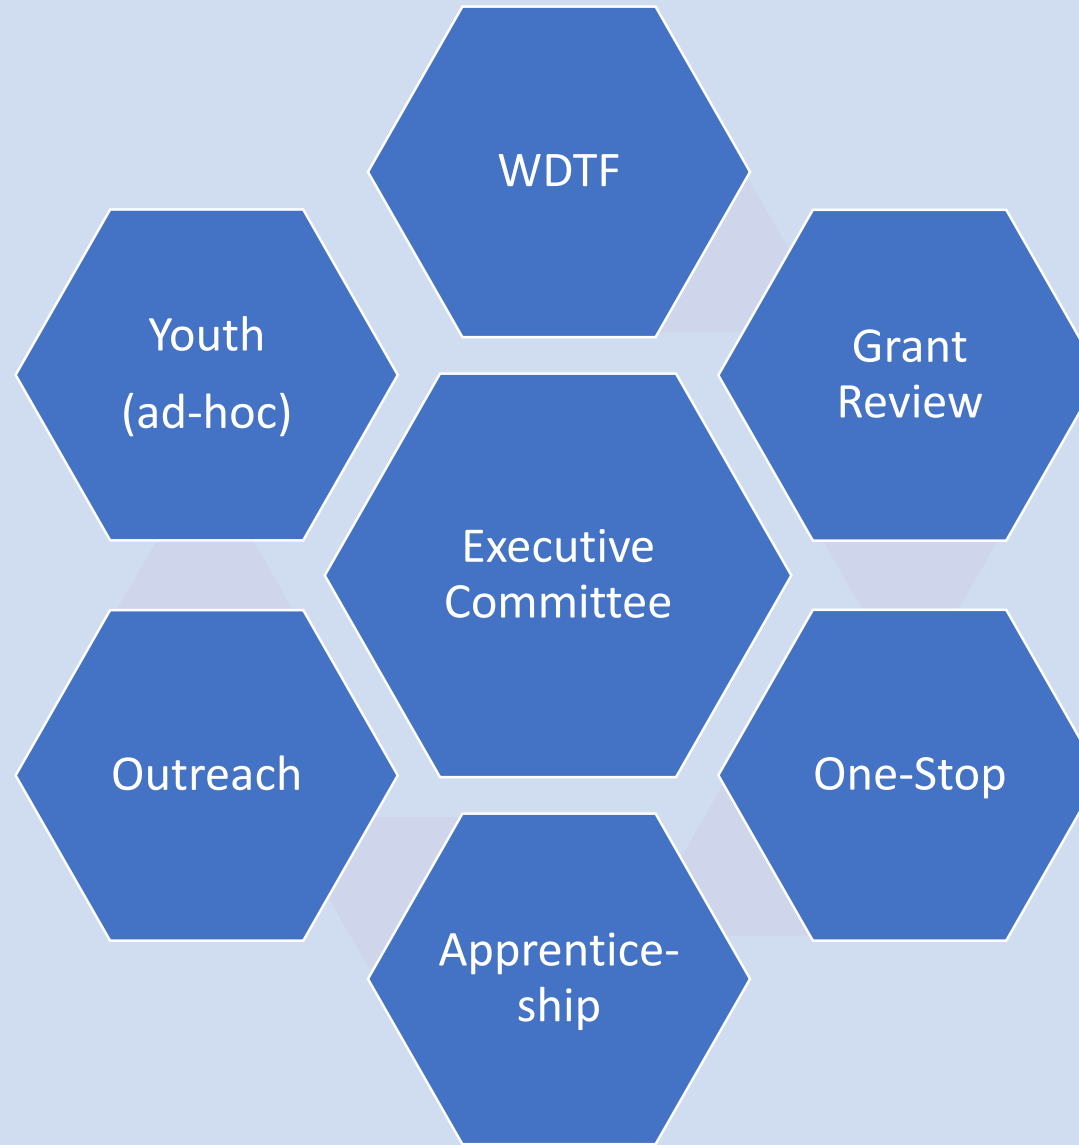 WDTF
Youth
(ad-hoc)
Grant
Review
Executive
Committee
Outreach
One-Stop
Apprentice-
ship